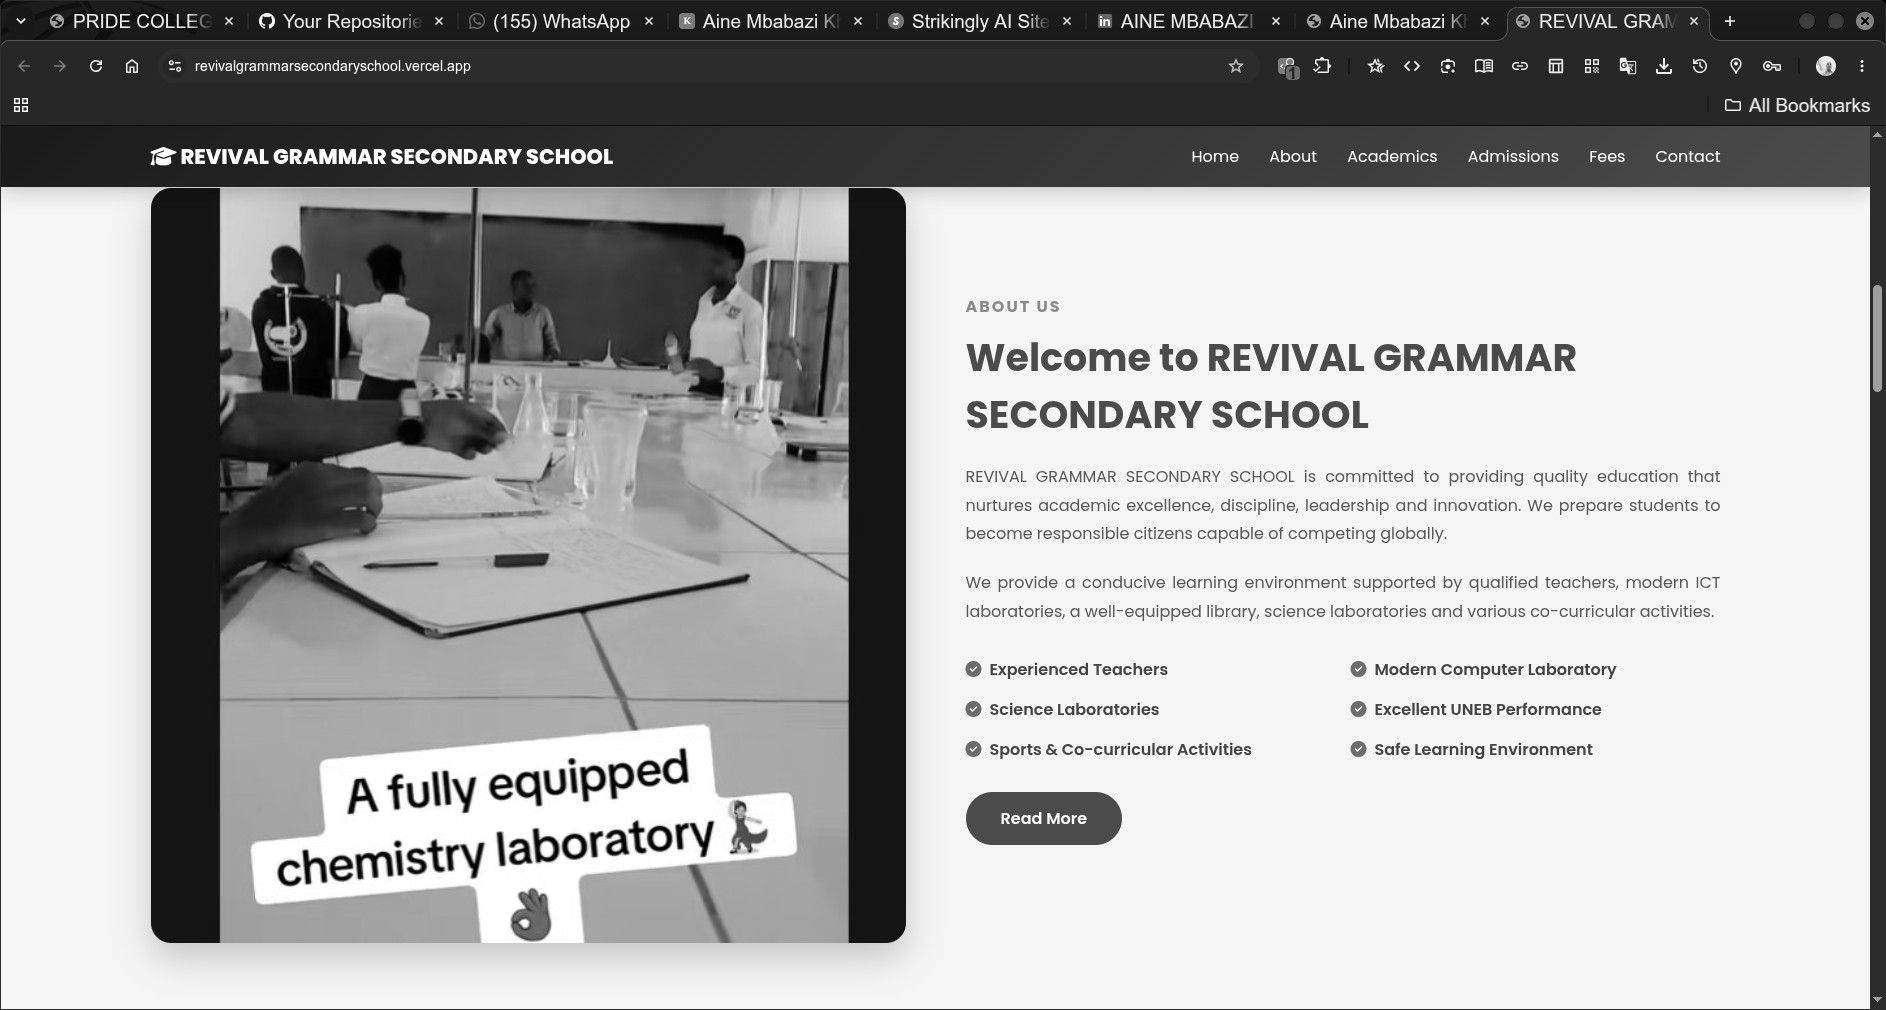 PRIDE COLLEG
Your Repositorie
(155) WhatsApp
Aine Mbabazi K
Strikingly AI Site
AINE MBABAZI
Aine Mbabazi K
REVIVAL GRAM
revivalgrammarsecondaryschool.vercel.app
1
All Bookmarks
REVIVAL GRAMMAR SECONDARY SCHOOL
Home
About
Academics
Admissions
Fees
Contact
A fully equipped
chemistry laboratory
ABOUT US
Welcome to REVIVAL GRAMMAR
SECONDARY SCHOOL
REVIVAL GRAMMAR SECONDARY SCHOOL is committed to providing quality education that
nurtures academic excellence, discipline, leadership and innovation. We prepare students to
become responsible citizens capable of competing globally.
We provide a conducive learning environment supported by qualified teachers, modern ICT
laboratories, a well-equipped library, science laboratories and various co-curricular activities.
Experienced Teachers
Modern Computer Laboratory
Science Laboratories
Excellent UNEB Performance
Sports & Co-curricular Activities
Safe Learning Environment
Read More